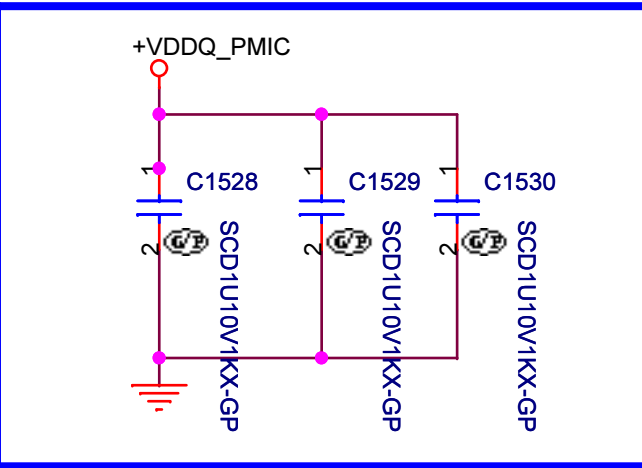 +VDDQ_PMIC
1
C1528
2
G/P
SCD1U10V1KX-GP
1
C1529
2
G/P
SCD1U10V1KX-GP
1
C1530
2
G/P
SCD1U10V1KX-GP